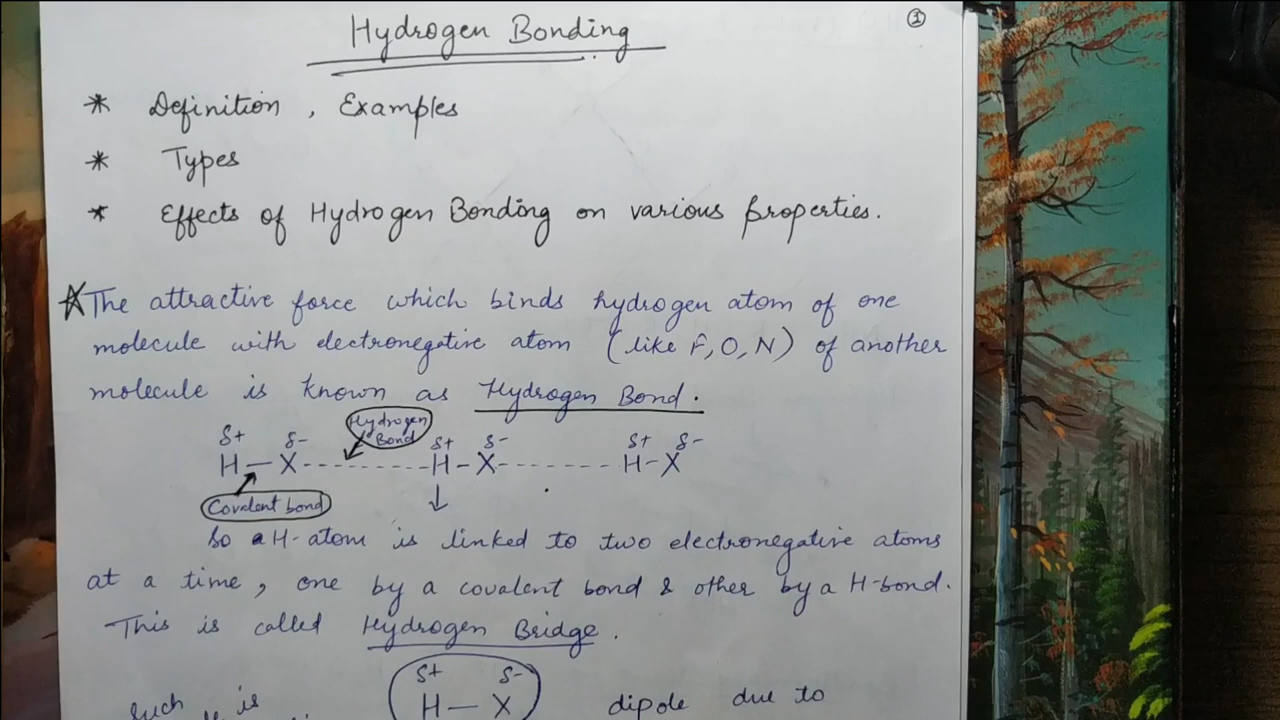 ①
Hydrogen Bonding
* Definition, Examples
* Types
* Effects of Hydrogen Bonding on various properties.
The attractive force which binds hydrogen atom of one
molecule with electronegative atom (like F, O, N) of another
molecule is known as Hydrogen Bond.
Hydrogen
Bond
δ+ δ- δ+ δ- δ+ δ-
H — X --------- H - X -------- H - X
Covalent bond
So a H-atom is linked to two electronegative atoms
at a time, one by a covalent bond & other by a H-bond.
This is called Hydrogen Bridge.
δ+ δ-
such is H — X dipole due to